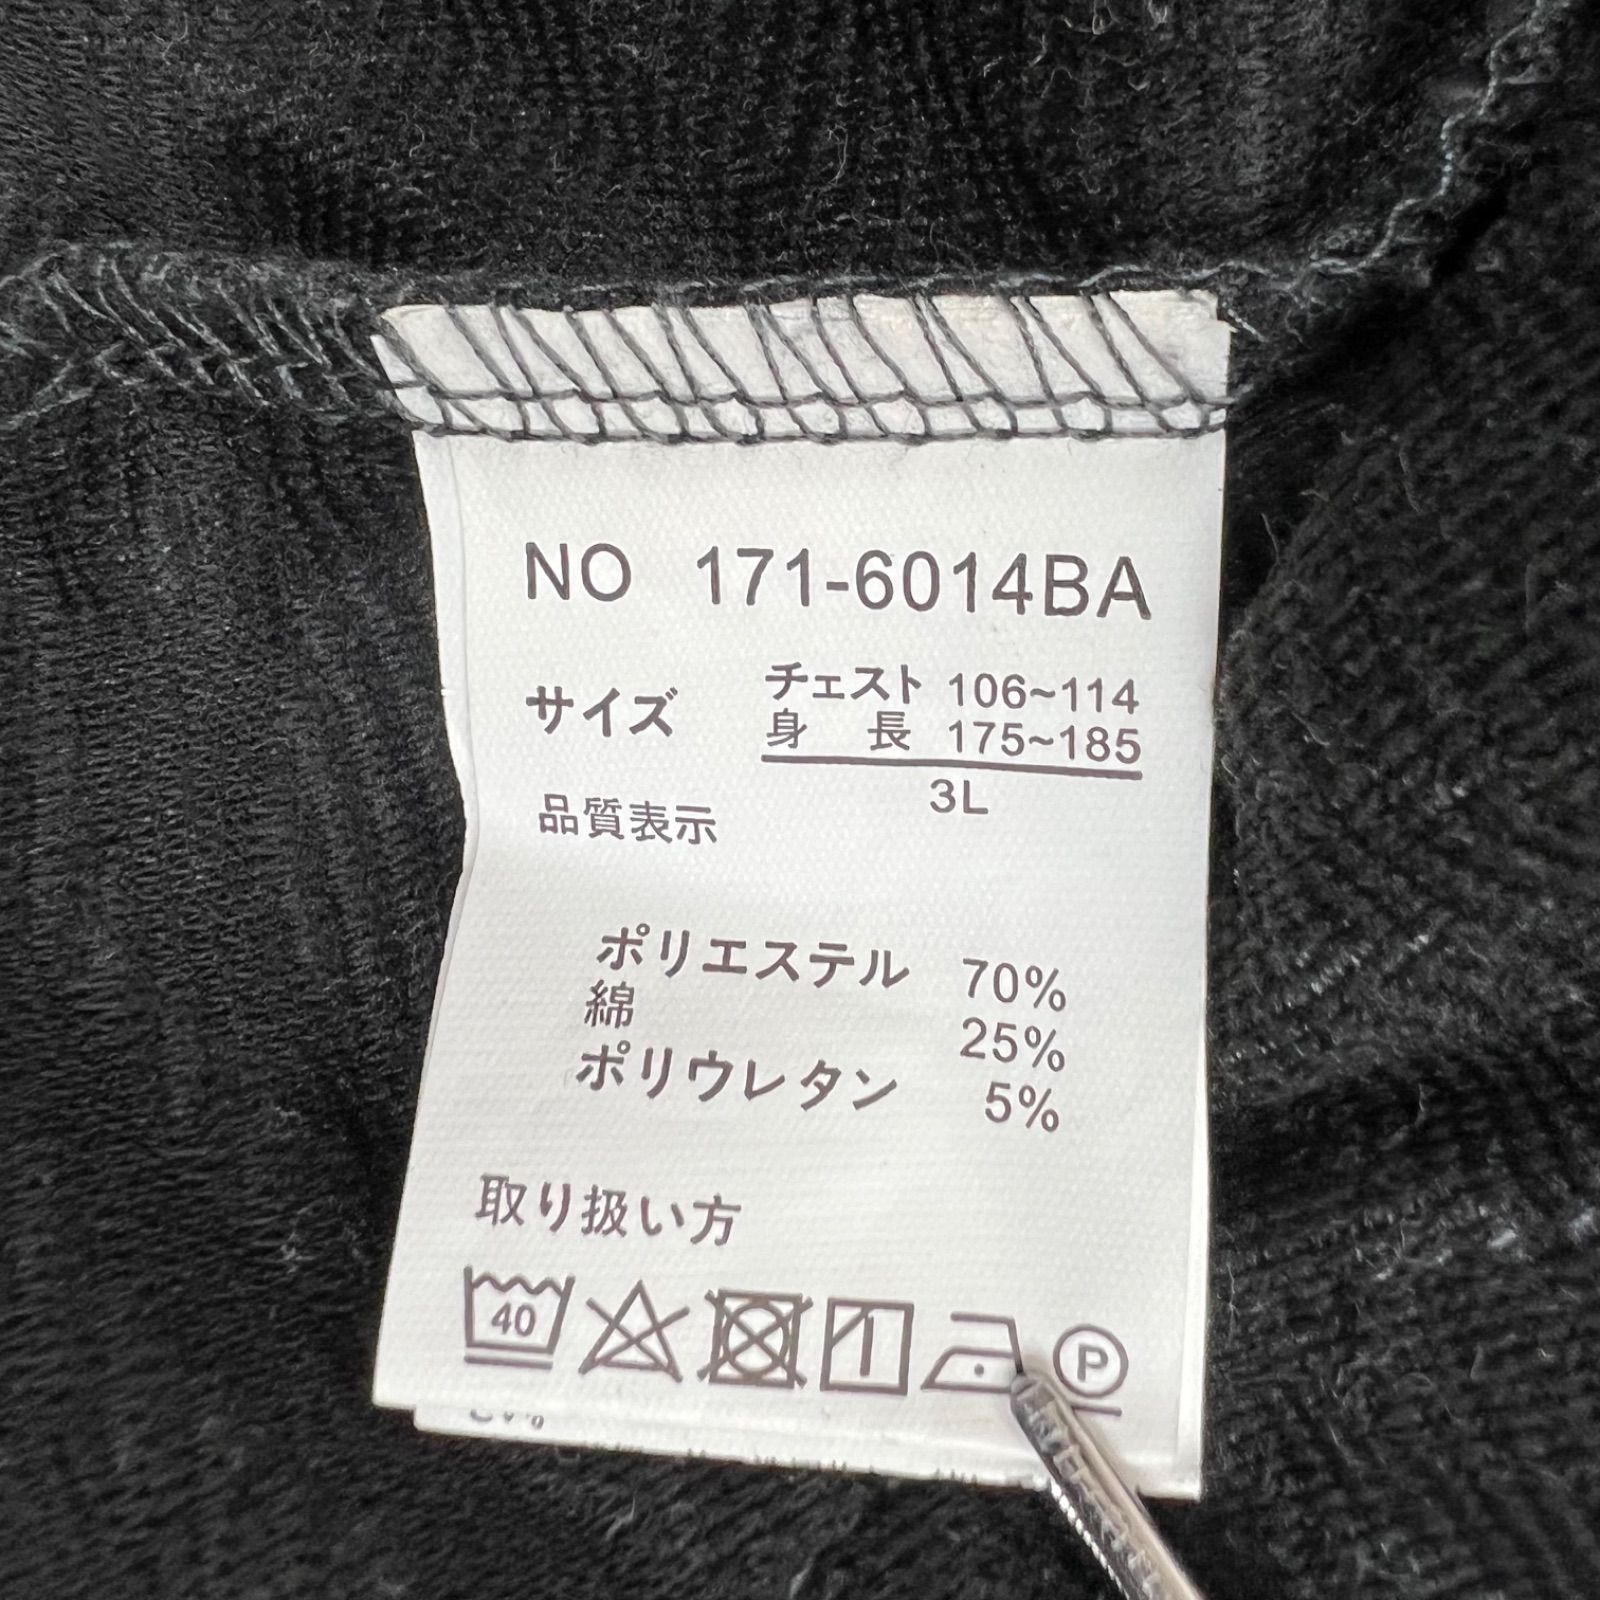 NO 171-6014BA
サイズ チェスト 106~114
身 長 175~185
3L
品質表示
ポリエステル 70%
綿 25%
ポリウレタン 5%
取り扱い方
40
P